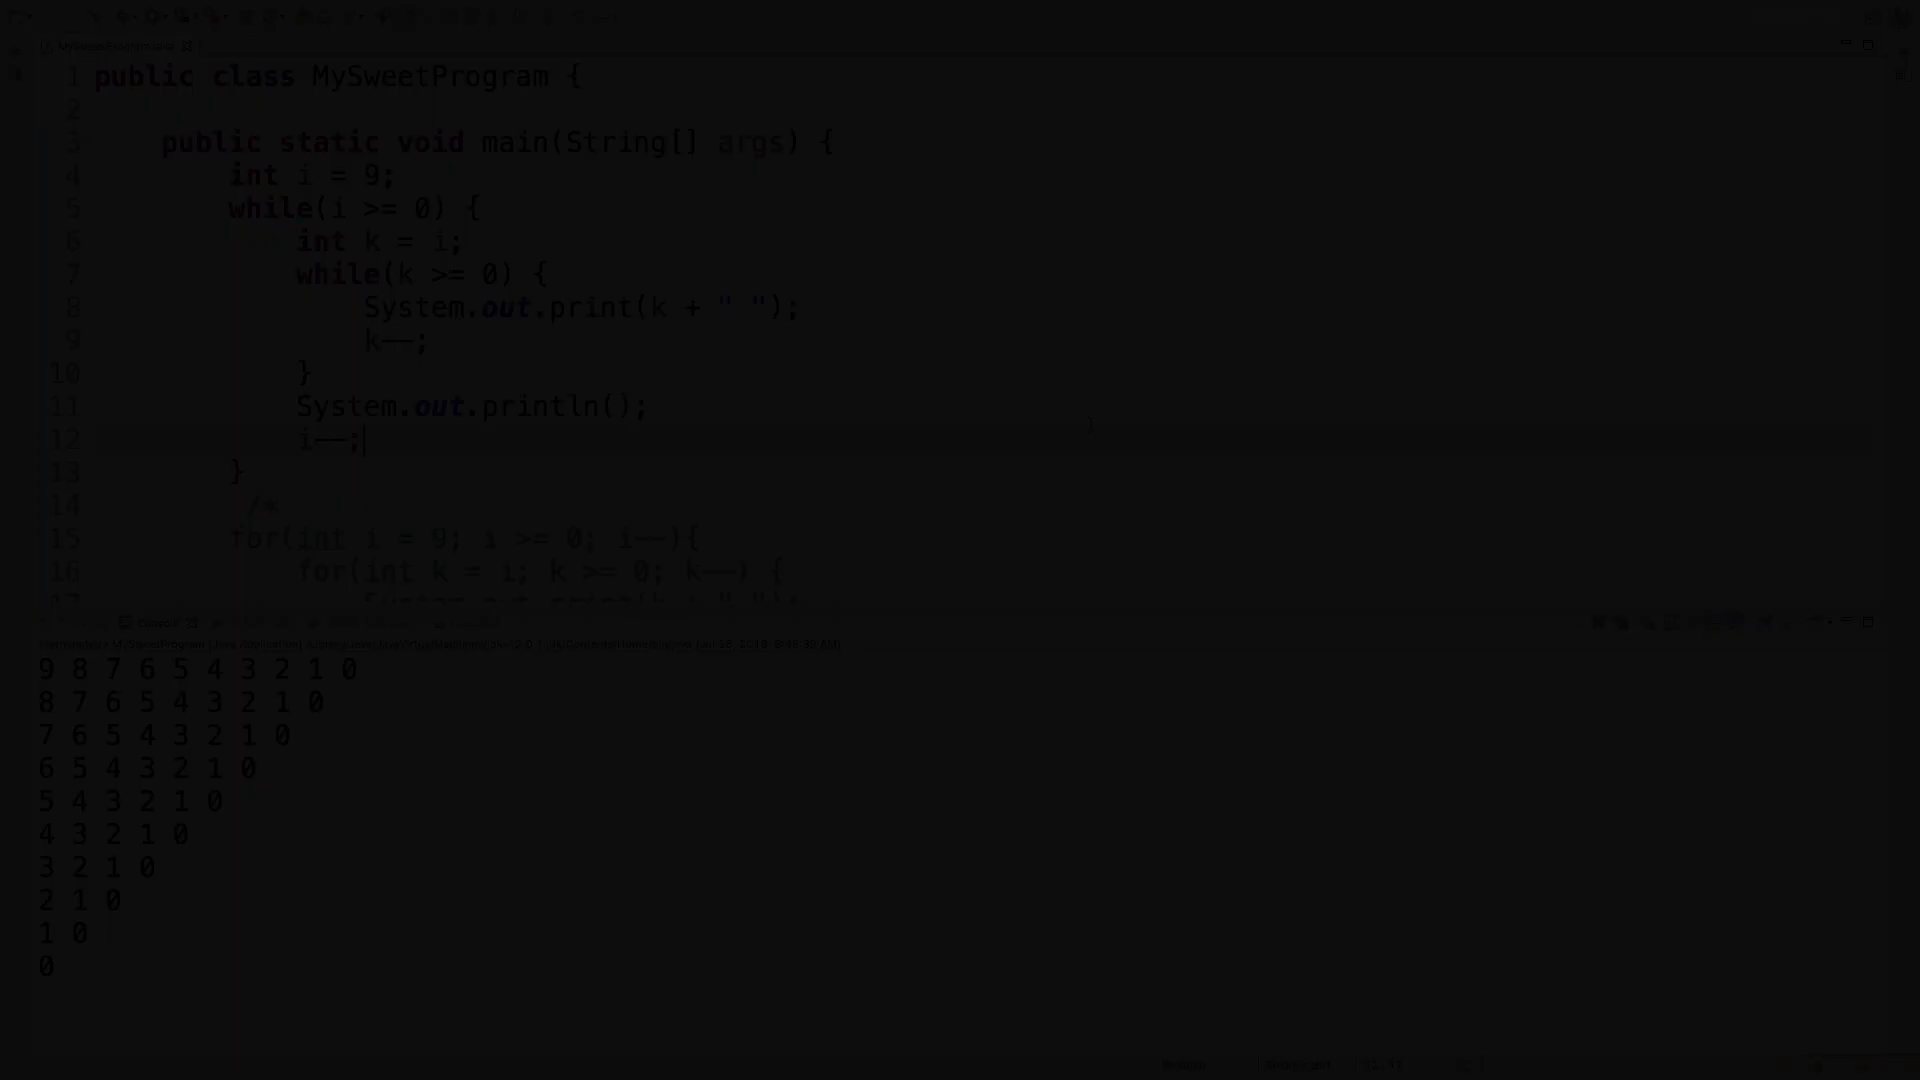 1 public class MySweetProgram {
2
3 public static void main(String[] args) {
4 int i = 9;
5 while(i >= 0) {
6 int k = i;
7 while(k >= 0) {
8 System.out.print(k + " ");
9 k--;
10 }
11 System.out.println();
12 i--;
13 }
14 /*
15 for(int i = 9; i >= 0; i--){
16 for(int k = i; k >= 0; k--) {
17 System.out.print(k + " ");
9 8 7 6 5 4 3 2 1 0
8 7 6 5 4 3 2 1 0
7 6 5 4 3 2 1 0
6 5 4 3 2 1 0
5 4 3 2 1 0
4 3 2 1 0
3 2 1 0
2 1 0
1 0
0